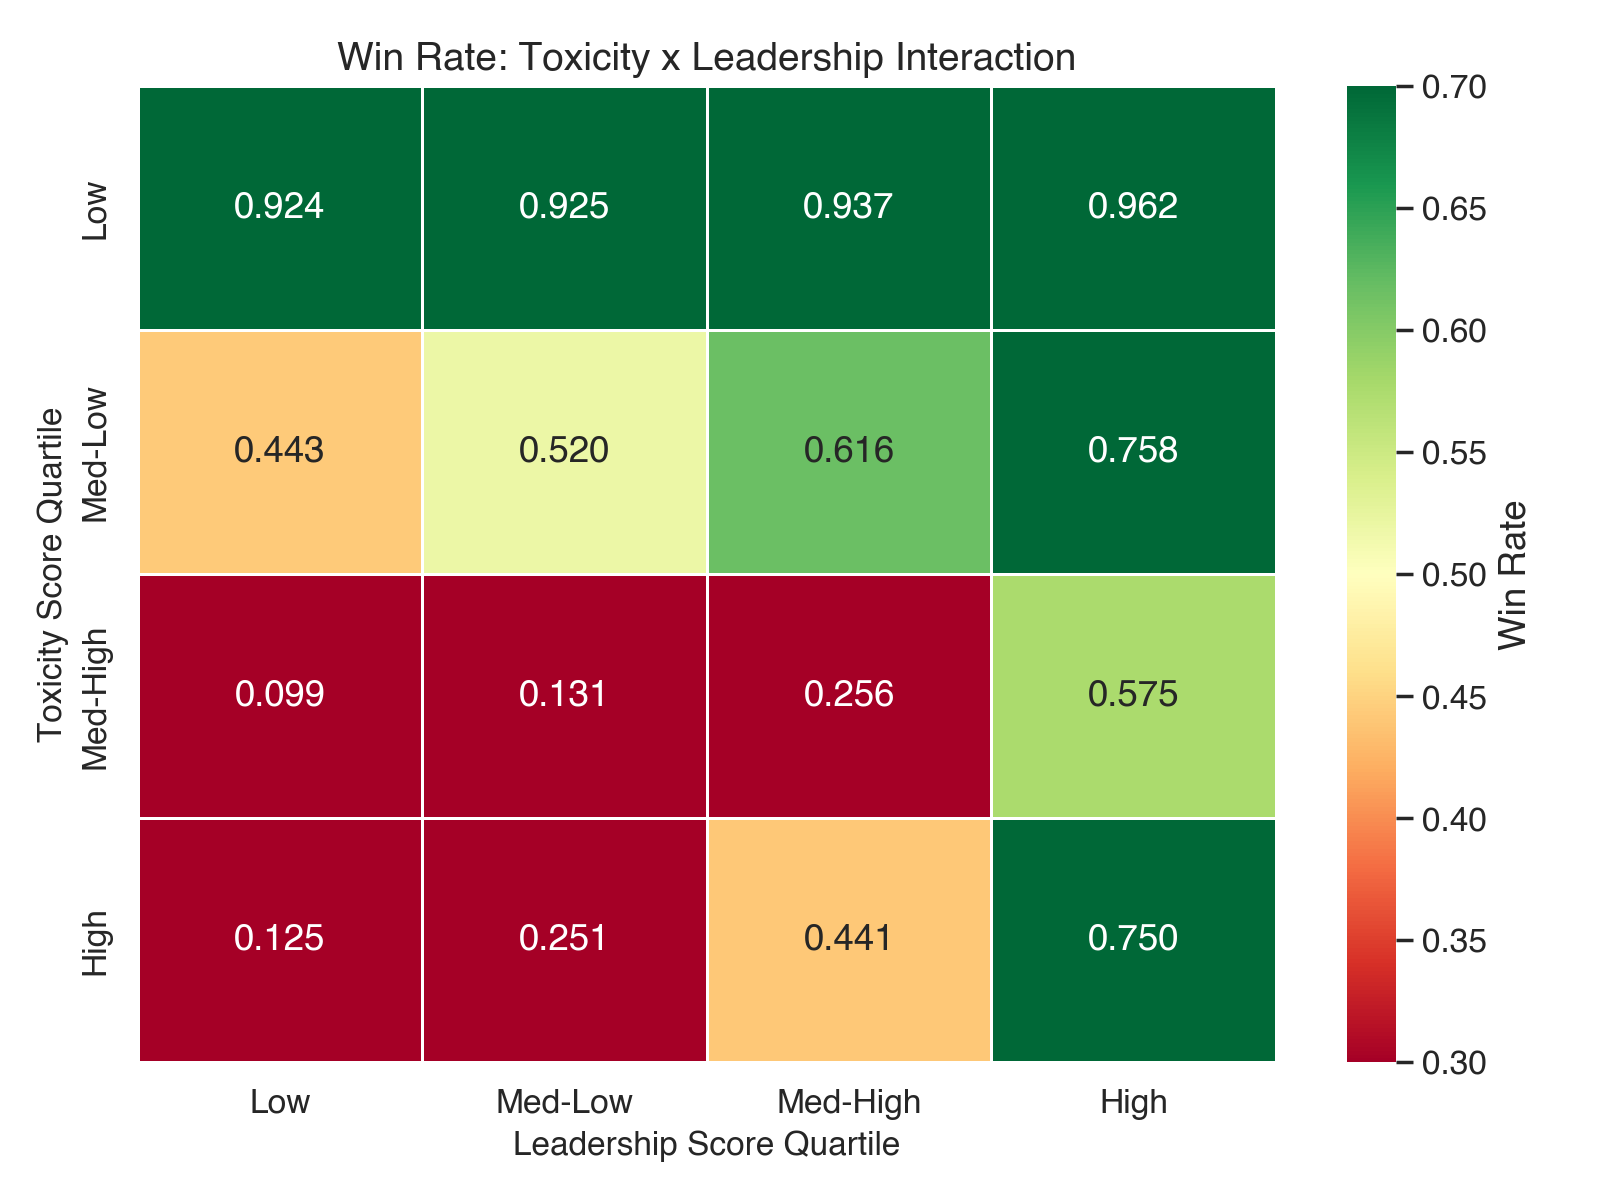 Win Rate: Toxicity x Leadership Interaction
Toxicity Score Quartile
Low
0.924 0.925 0.937 0.962
Med-Low
0.443 0.520 0.616 0.758
Med-High
0.099 0.131 0.256 0.575
High
0.125 0.251 0.441 0.750
Low Med-Low Med-High High
Leadership Score Quartile
0.70
0.65
0.60
0.55
0.50
0.45
0.40
0.35
0.30
Win Rate